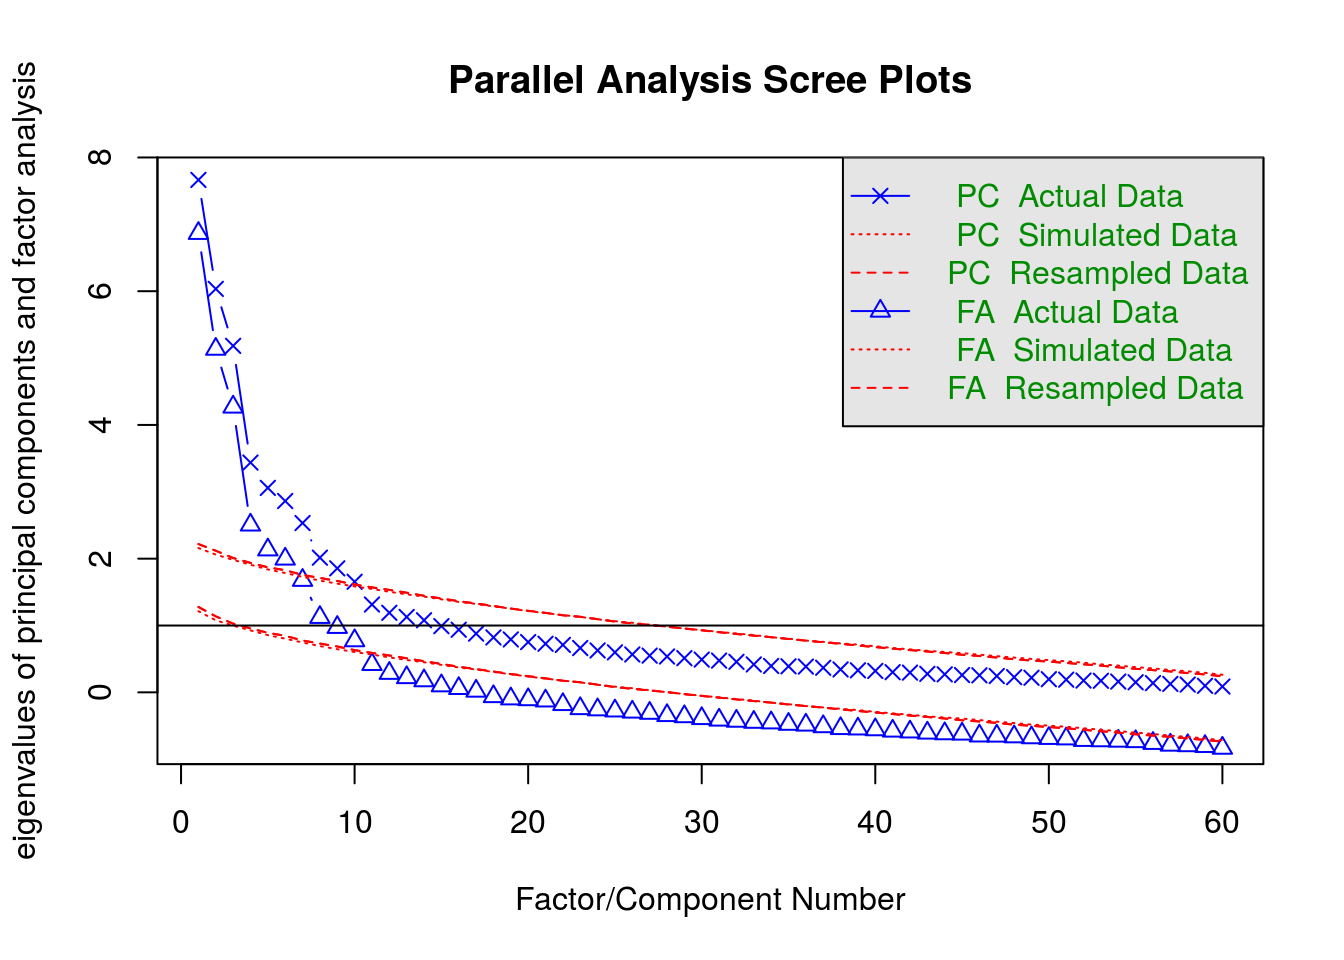 Parallel Analysis Scree Plots
eigenvalues of principal components and factor analysis
8
6
4
2
0
PC Actual Data
PC Simulated Data
PC Resampled Data
FA Actual Data
FA Simulated Data
FA Resampled Data
0 10 20 30 40 50 60
Factor/Component Number